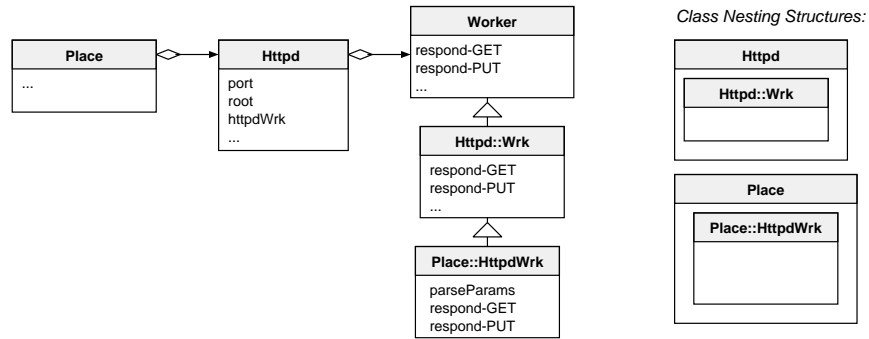 Place
...
Httpd
port
root
httpdWrk
...
Worker
respond-GET
respond-PUT
...
Httpd::Wrk
respond-GET
respond-PUT
...
Place::HttpdWrk
parseParams
respond-GET
respond-PUT
Class Nesting Structures:
Httpd
Httpd::Wrk
Place
Place::HttpdWrk